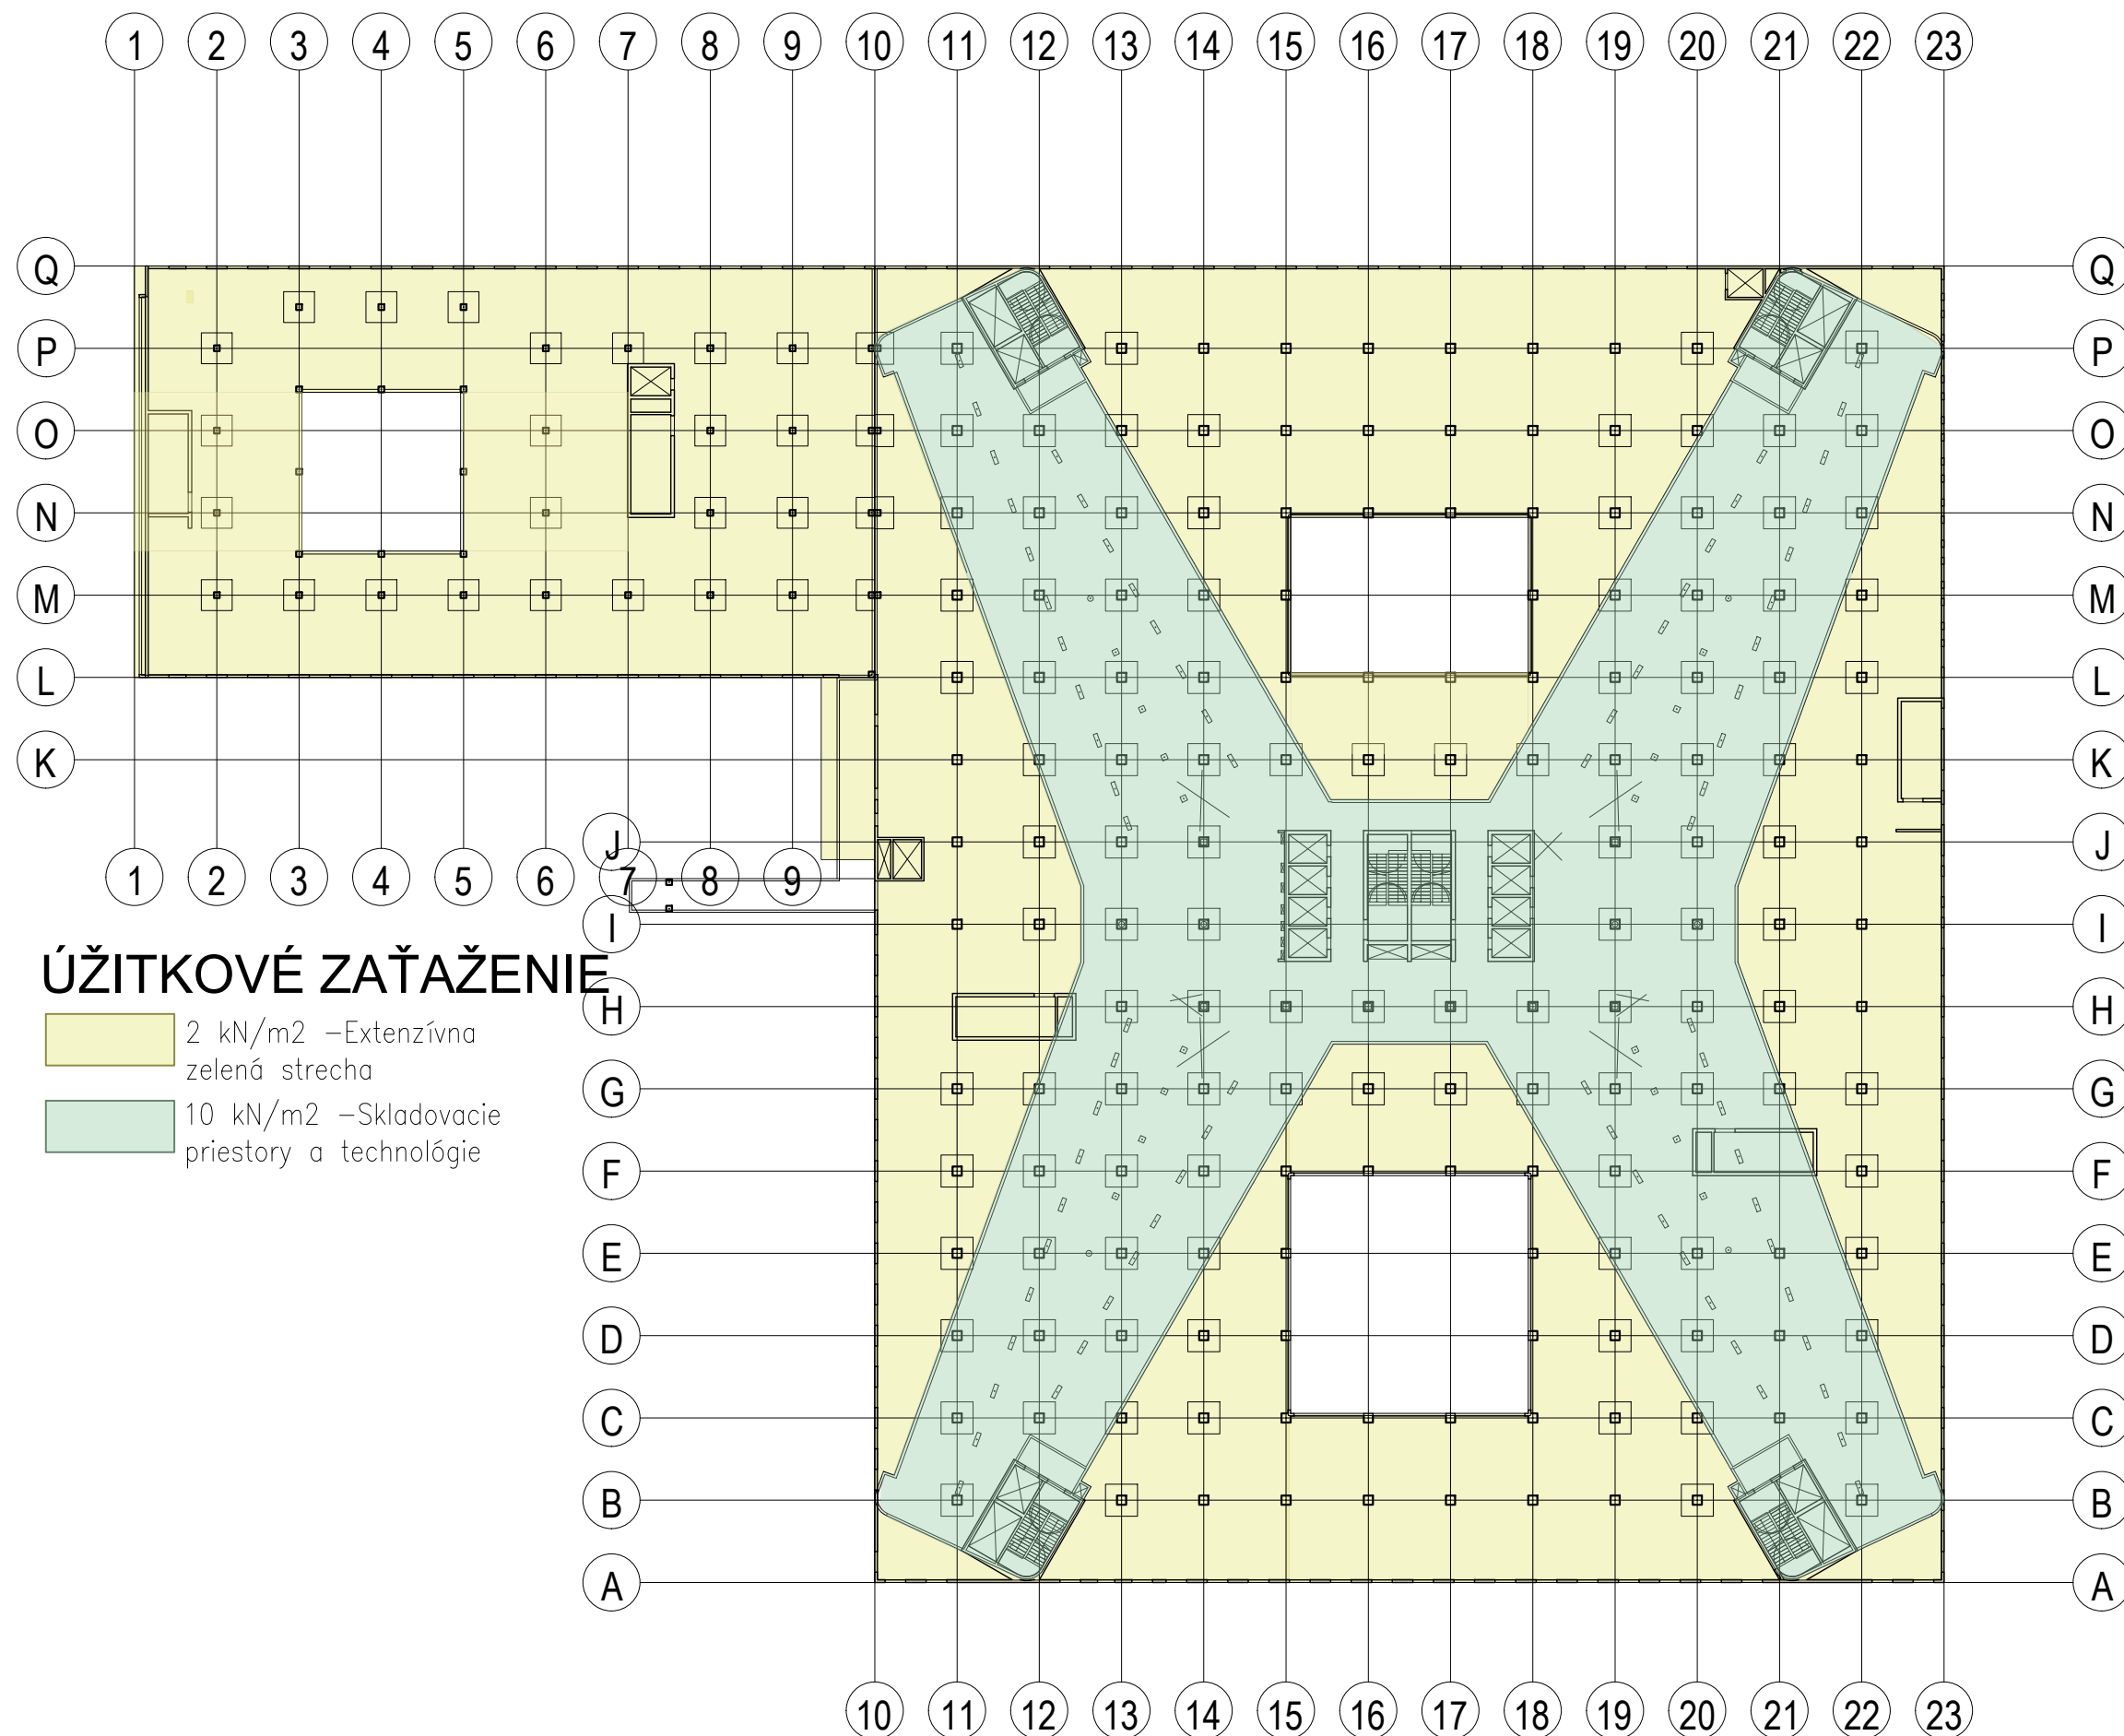 1 2 3 4 5 6 7 8 9 10 11 12 13 14 15 16 17 18 19 20 21 22 23
Q Q
P P
O O
N N
M M
L L
K K
J J
1 2 3 4 5 6 7 8 9
I I
ÚŽITKOVÉ ZAŤAŽENIE
H H
2 kN/m2 –Extenzívna
zelená strecha
G G
10 kN/m2 –Skladovacie
priestory a technológie
F F
E E
D D
C C
B B
A A
10 11 12 13 14 15 16 17 18 19 20 21 22 23